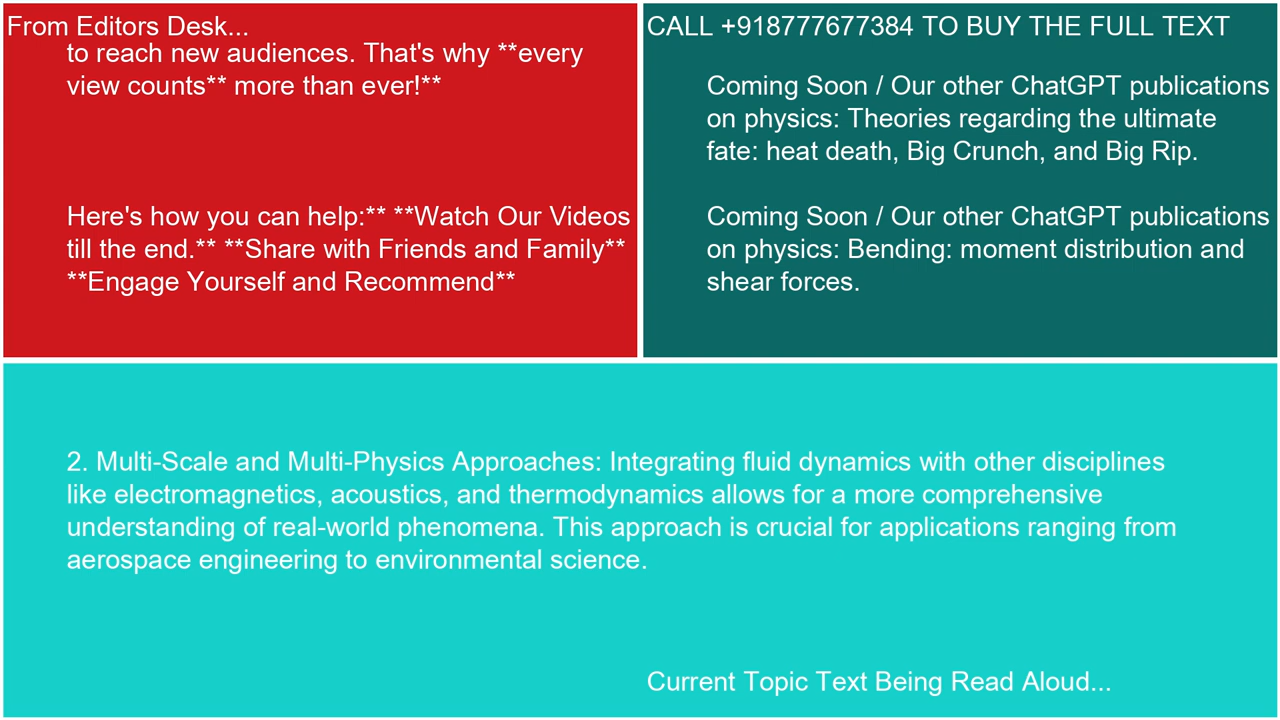 From Editors Desk...
to reach new audiences. That's why **every
view counts** more than ever!**
Here's how you can help:** **Watch Our Videos
till the end.** **Share with Friends and Family**
**Engage Yourself and Recommend**
CALL +918777677384 TO BUY THE FULL TEXT
Coming Soon / Our other ChatGPT publications
on physics: Theories regarding the ultimate
fate: heat death, Big Crunch, and Big Rip.
Coming Soon / Our other ChatGPT publications
on physics: Bending: moment distribution and
shear forces.
2. Multi-Scale and Multi-Physics Approaches: Integrating fluid dynamics with other disciplines
like electromagnetics, acoustics, and thermodynamics allows for a more comprehensive
understanding of real-world phenomena. This approach is crucial for applications ranging from
aerospace engineering to environmental science.
Current Topic Text Being Read Aloud...